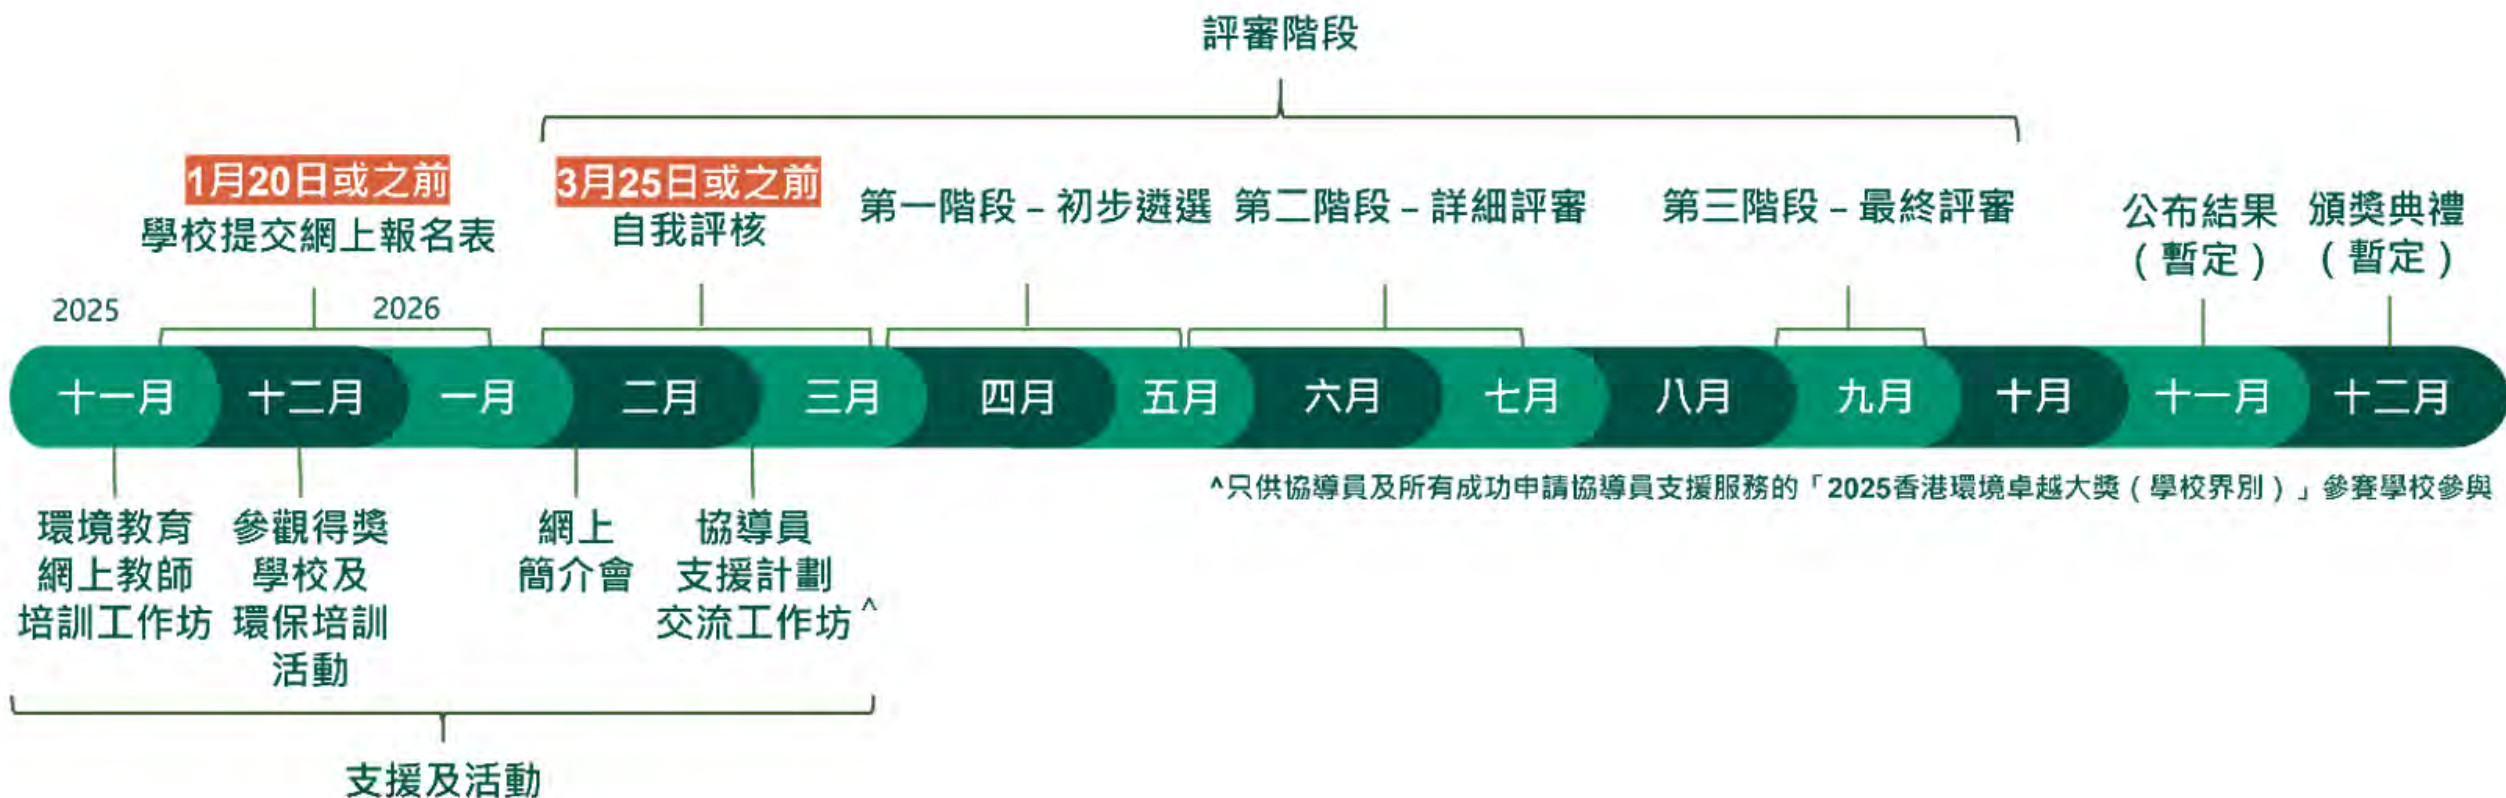 評審階段
1月20日或之前
學校提交網上報名表
3月25日或之前
自我評核
第一階段 – 初步遴選
第二階段 – 詳細評審
第三階段 – 最終評審
公布結果
（暫定）
頒獎典禮
（暫定）
2025
2026
十一月
十二月
一月
二月
三月
四月
五月
六月
七月
八月
九月
十月
十一月
十二月
^只供協導員及所有成功申請協導員支援服務的「2025香港環境卓越大獎（學校界別）」參賽學校參與
環境教育
網上教師
培訓工作坊
參觀得獎
學校及
環保培訓
活動
網上
簡介會
協導員
支援計劃
交流工作坊^
支援及活動